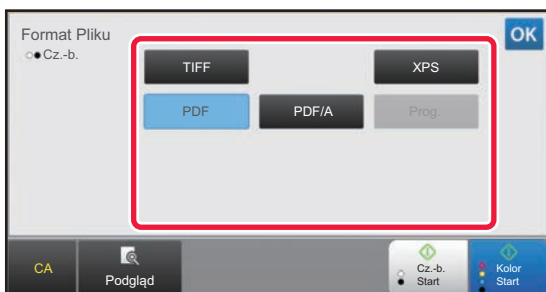 Format Pliku
Cz.-b.
OK
TIFF
XPS
PDF
PDF/A
Prog.
CA
Podgląd
Cz.-b.
Start
Kolor
Start